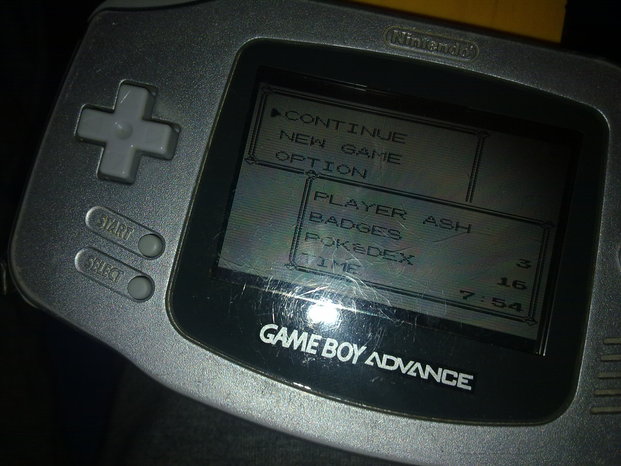 Nintendo
CONTINUE
NEW GAME
OPTION
PLAYER ASH
BADGES 3
POKéDEX 16
TIME 7:54
START
SELECT
GAME BOY ADVANCE